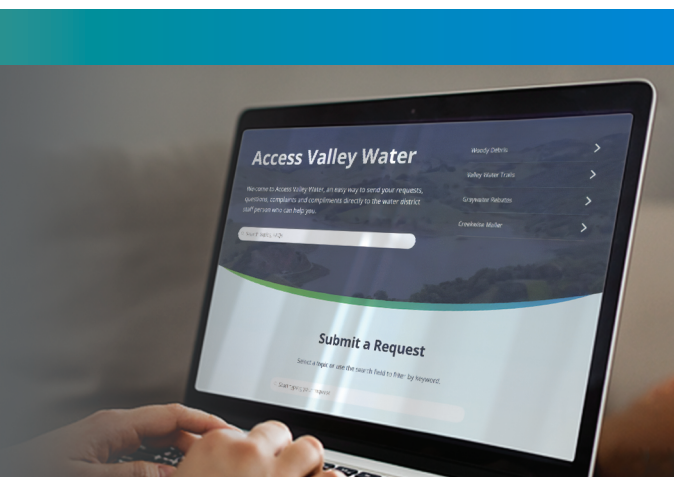 Access Valley Water
Welcome to Access Valley Water, an easy way to send your requests,
questions, complaints and compliments directly to the water district
staff person who can help you.
Woody Debris
Valley Water Trails
Graywater Rebates
Creekwise Mailer
Submit a Request
Select a topic or use the search field to filter by keyword.